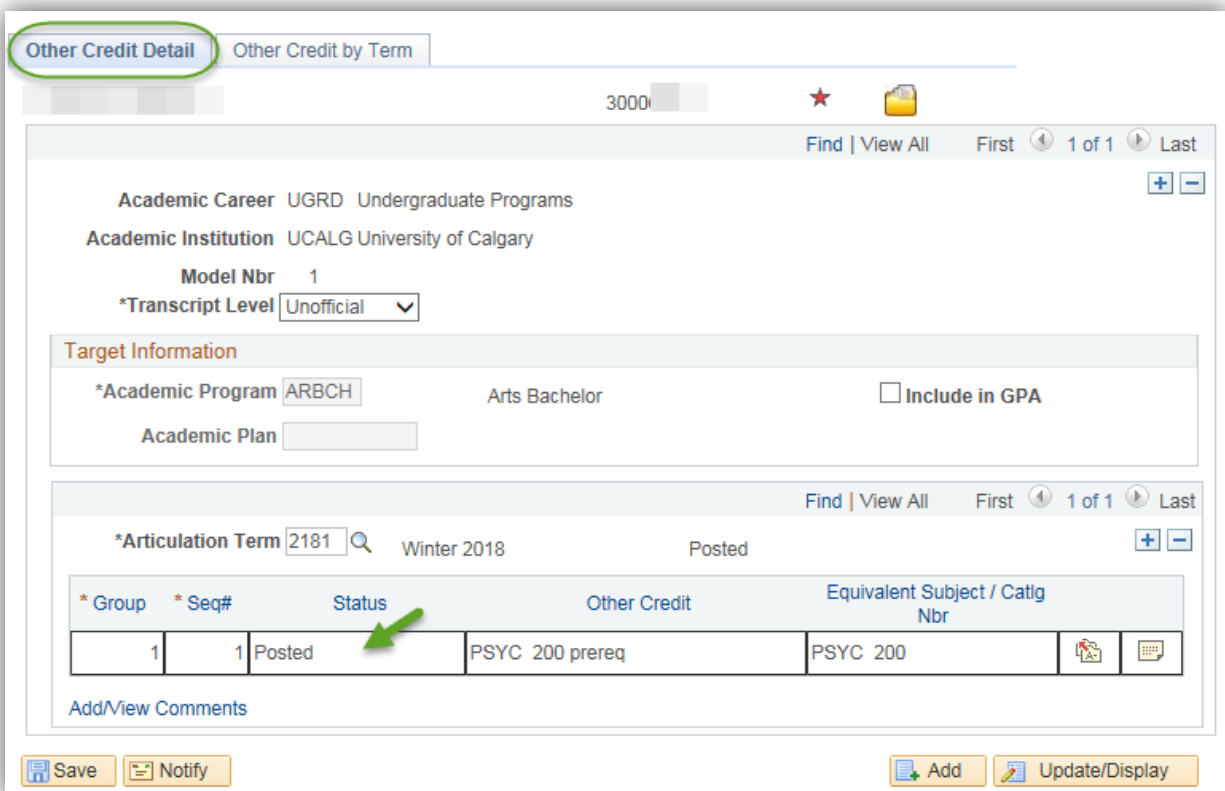 Other Credit Detail Other Credit by Term
3000
Find | View All First 1 of 1 Last
Academic Career UGRD Undergraduate Programs
Academic Institution UCALG University of Calgary
Model Nbr 1
*Transcript Level Unofficial
Target Information
*Academic Program ARBCH Arts Bachelor Include in GPA
Academic Plan
Find | View All First 1 of 1 Last
*Articulation Term 2181 Winter 2018 Posted
* Group * Seq# Status Other Credit Equivalent Subject / Catlg
Nbr
1 1 Posted PSYC 200 prereq PSYC 200
Add/View Comments
Save Notify Add Update/Display